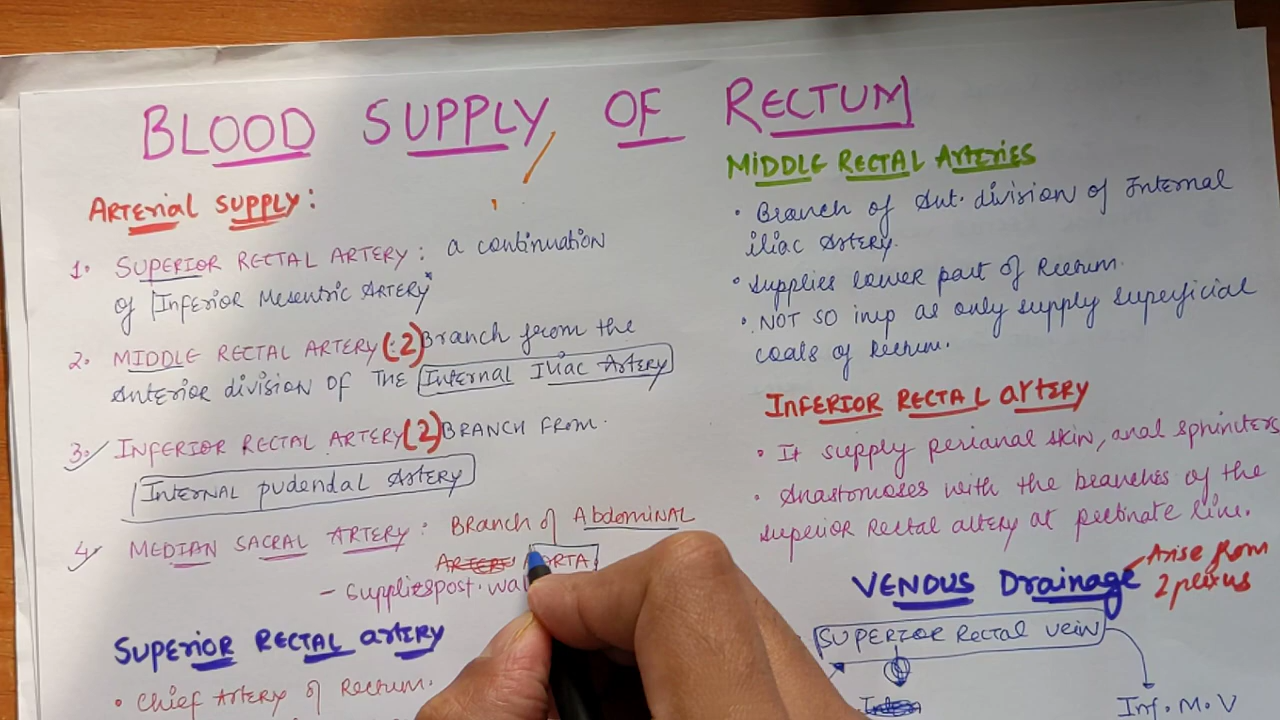 BLOOD SUPPLY OF RECTUM
ARTErial SUPPLY:
1. SUPERIOR RECTAL ARTERY: a continuation
of Inferior Mesentric ARTERY*
2. MIDDLE RECTAL ARTERY (2) Branch from the
Anterior division OF THE Internal Iliac Artery
3. INFERIOR RECTAL ARTERY (2) BRANCH FROM.
Internal pudendal Artery
4. MEDIAN SACRAL ARTERY: Branch of Abdominal
AORTA
- Supplies post. wa
SUPERIOR RECTAL artERY
• Chief Artery of Rectum.
MIDDLE RECTAL ARTERIES
• Branch of Ant. division of Internal
iliac Artery.
• Supplies lower part of Rectum.
• NOT SO imp as only supply superficial
coats of Rectum.
INFERIOR RECTAL artERY
• It supply perianal skin, anal sphincters
• Anastomoses with the branches of the
superior Rectal artery at pectinate line.
VENOUS Drainage
Arise from
2 plexus
SUPERIOR Rectal vein
Inf. M. V